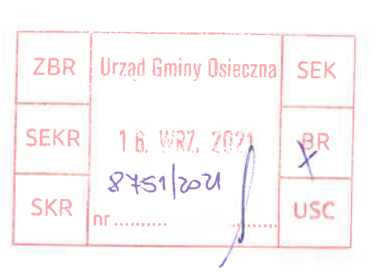 ZBR Urząd Gminy Osieczna SEK
SEKR 16. WRZ. 2021 BR
8751/2021
SKR nr.......... .......... USC